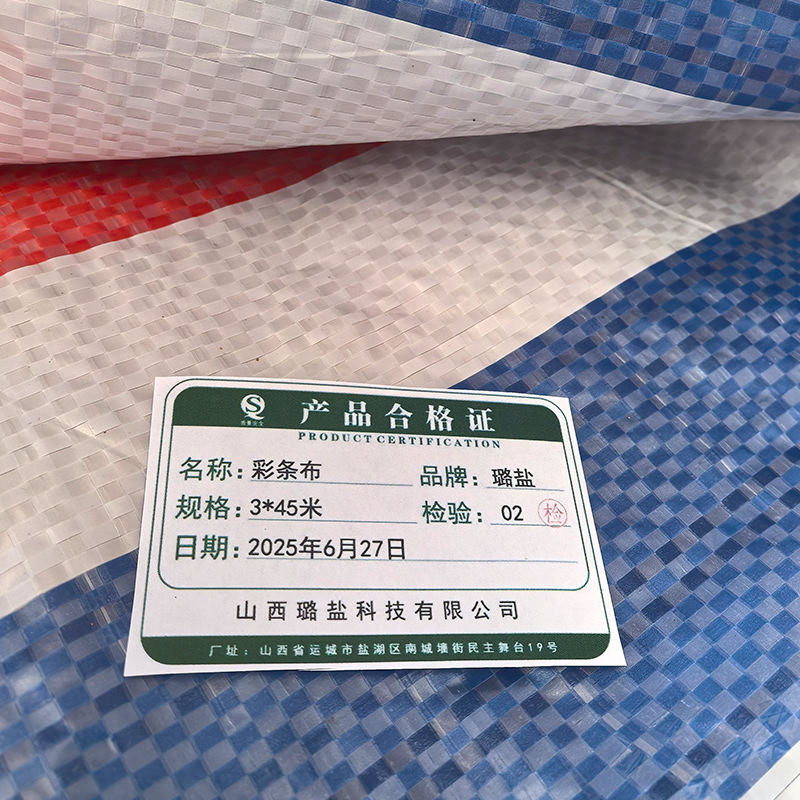 产品合格证
PRODUCT CERTIFICATION
名称：彩条布 品牌：璐盐
规格：3*45米 检验：02 检
日期：2025年6月27日
山西璐盐科技有限公司
厂址：山西省运城市盐湖区南城墙街民主舞台19号